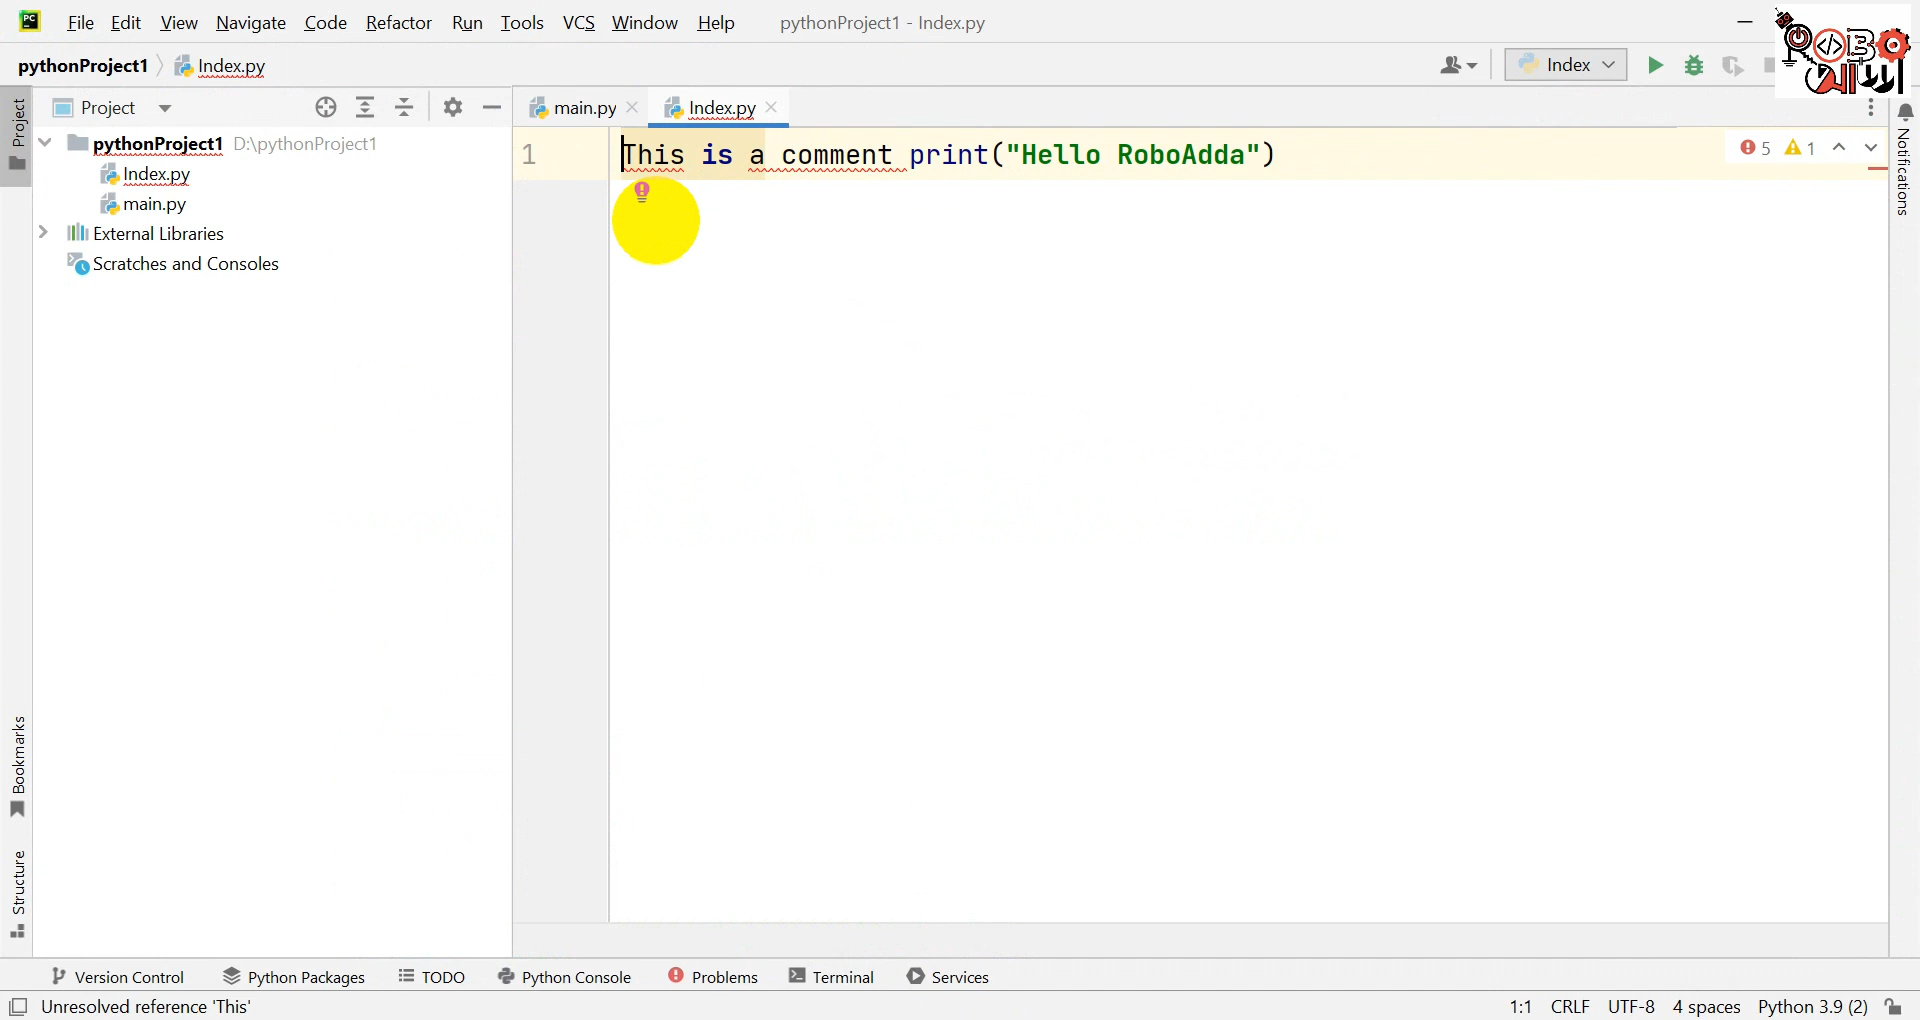 PC File Edit View Navigate Code Refactor Run Tools VCS Window Help pythonProject1 - Index.py
pythonProject1 Index.py Index
Project
Project main.py Index.py
pythonProject1 D:\pythonProject1
Index.py
main.py
External Libraries
Scratches and Consoles
1 This is a comment print("Hello RoboAdda") 5 1
Notifications
Bookmarks
Structure
Version Control Python Packages TODO Python Console Problems Terminal Services
Unresolved reference 'This' 1:1 CRLF UTF-8 4 spaces Python 3.9 (2)